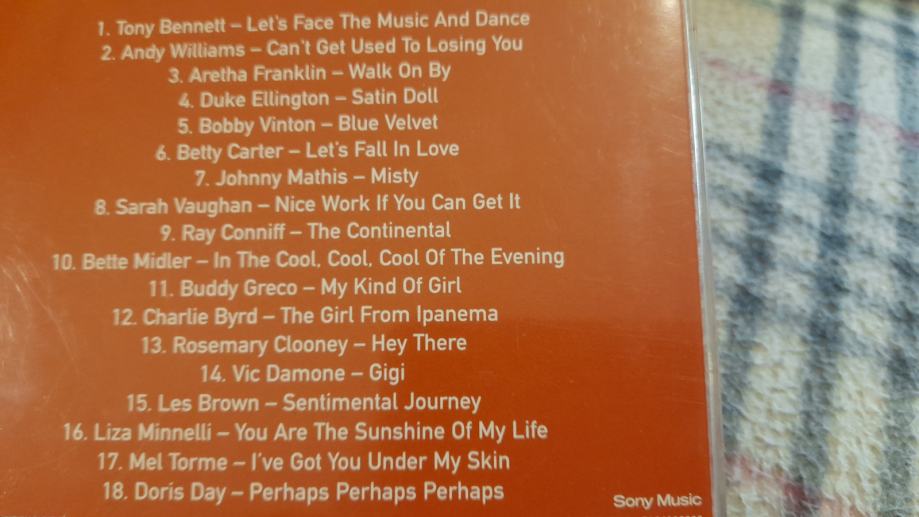 1. Tony Bennett – Let's Face The Music And Dance
2. Andy Williams – Can't Get Used To Losing You
3. Aretha Franklin – Walk On By
4. Duke Ellington – Satin Doll
5. Bobby Vinton – Blue Velvet
6. Betty Carter – Let's Fall In Love
7. Johnny Mathis – Misty
8. Sarah Vaughan – Nice Work If You Can Get It
9. Ray Conniff – The Continental
10. Bette Midler – In The Cool, Cool, Cool Of The Evening
11. Buddy Greco – My Kind Of Girl
12. Charlie Byrd – The Girl From Ipanema
13. Rosemary Clooney – Hey There
14. Vic Damone – Gigi
15. Les Brown – Sentimental Journey
16. Liza Minnelli – You Are The Sunshine Of My Life
17. Mel Torme – I've Got You Under My Skin
18. Doris Day – Perhaps Perhaps Perhaps
Sony Music